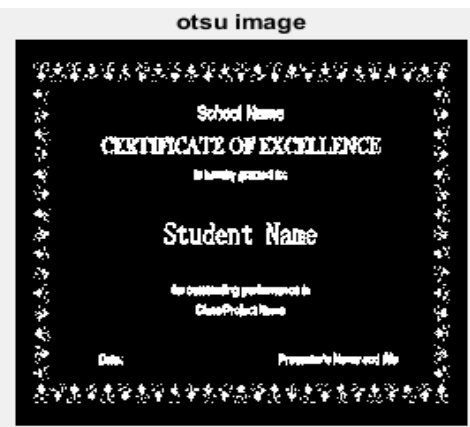 otsu image
School Name
CERTIFICATE OF EXCELLENCE
is hereby granted to:
Student Name
for outstanding performance in
Class/Project Name
Date:
Presenter's Name and Title